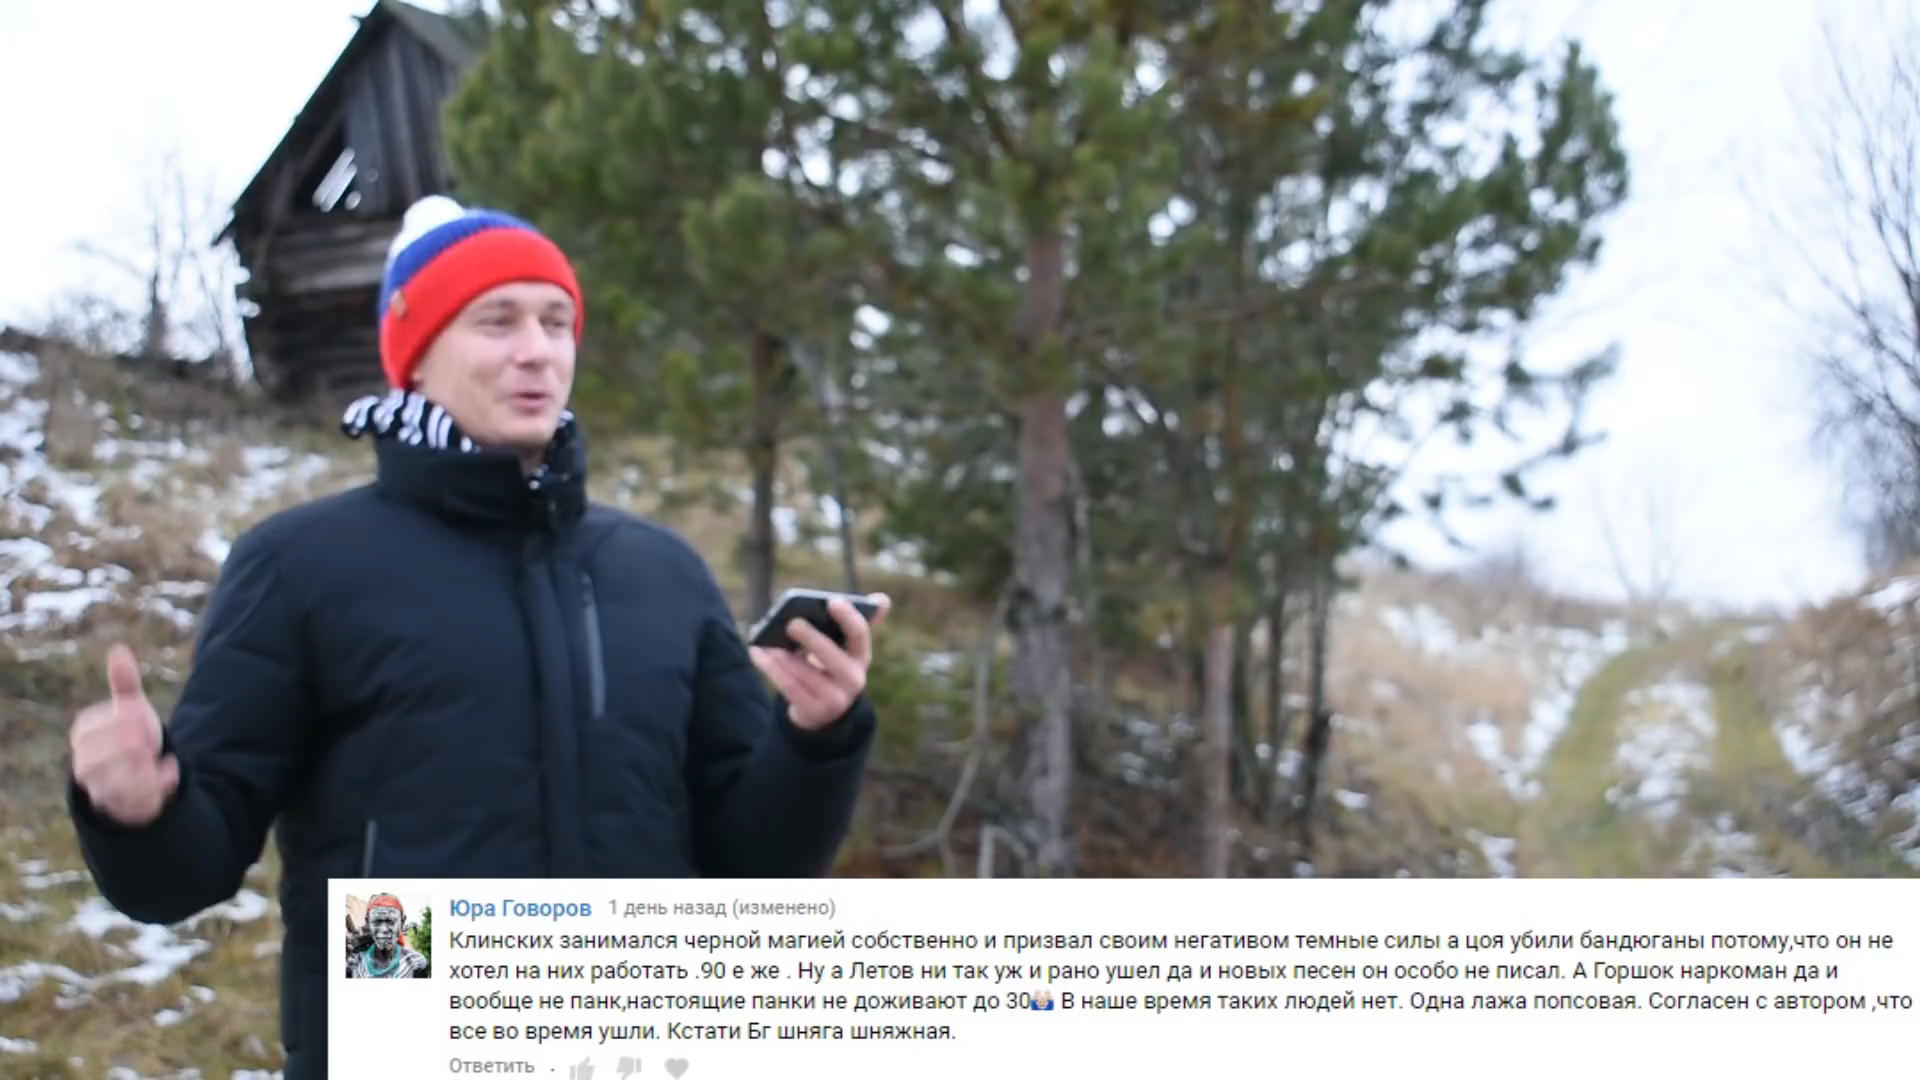 Юра Говоров 1 день назад (изменено)
Клинских занимался черной магией собственно и призвал своим негативом темные силы а цоя убили бандюганы потому,что он не
хотел на них работать .90 е же . Ну а Летов ни так уж и рано ушел да и новых песен он особо не писал. А Горшок наркоман да и
вообще не панк,настоящие панки не доживают до 30 В наше время таких людей нет. Одна лажа попсовая. Согласен с автором ,что
все во время ушли. Кстати Бг шняга шняжная.
Ответить .